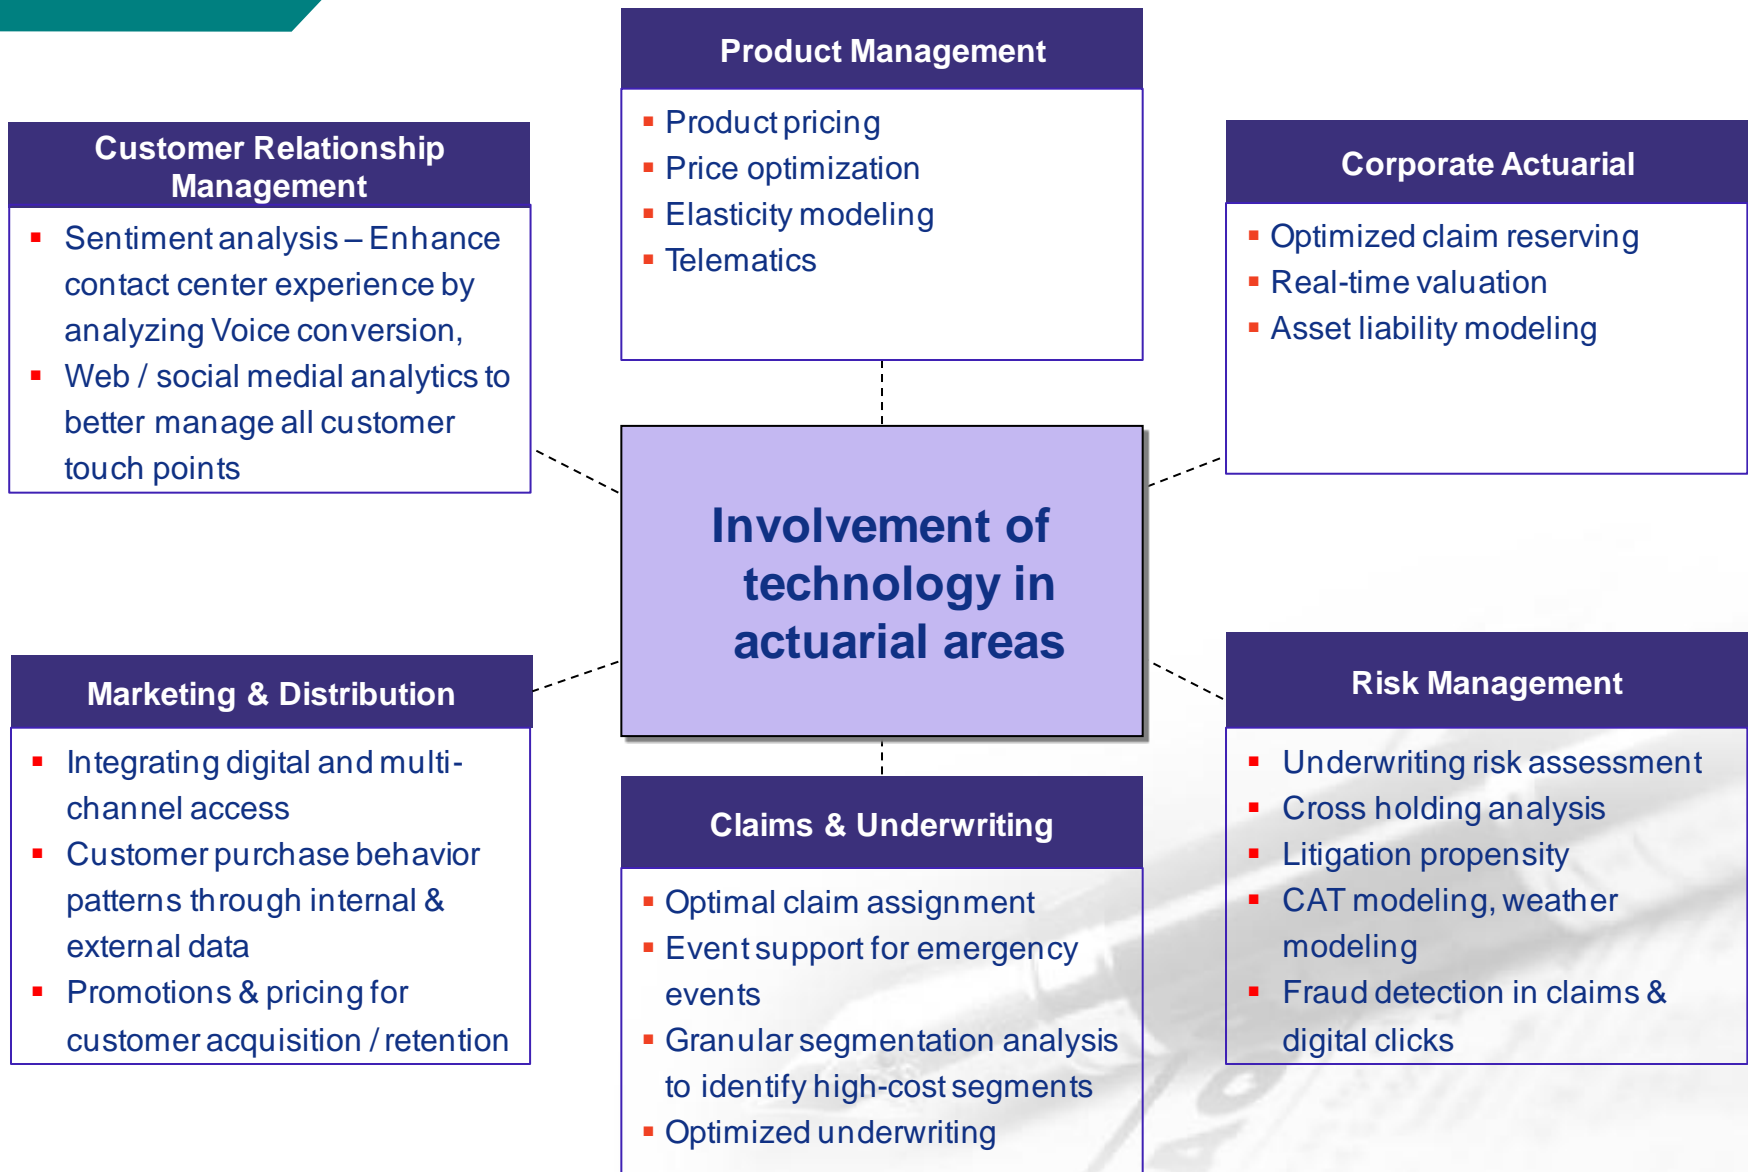 Product Management
Product pricing
Price optimization
Elasticity modeling
Telematics
Customer Relationship
Management
Sentiment analysis – Enhance
contact center experience by
analyzing Voice conversion,
Web / social medial analytics to
better manage all customer
touch points
Corporate Actuarial
Optimized claim reserving
Real-time valuation
Asset liability modeling
Involvement of
technology in
actuarial areas
Marketing & Distribution
Integrating digital and multi-
channel access
Customer purchase behavior
patterns through internal &
external data
Promotions & pricing for
customer acquisition / retention
Claims & Underwriting
Optimal claim assignment
Event support for emergency
events
Granular segmentation analysis
to identify high-cost segments
Optimized underwriting
Risk Management
Underwriting risk assessment
Cross holding analysis
Litigation propensity
CAT modeling, weather
modeling
Fraud detection in claims &
digital clicks